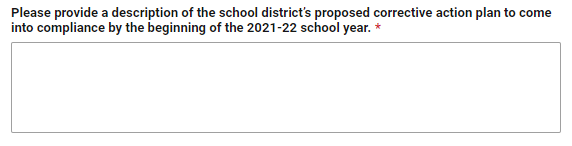 Please provide a description of the school district's proposed corrective action plan to come
into compliance by the beginning of the 2021-22 school year. *